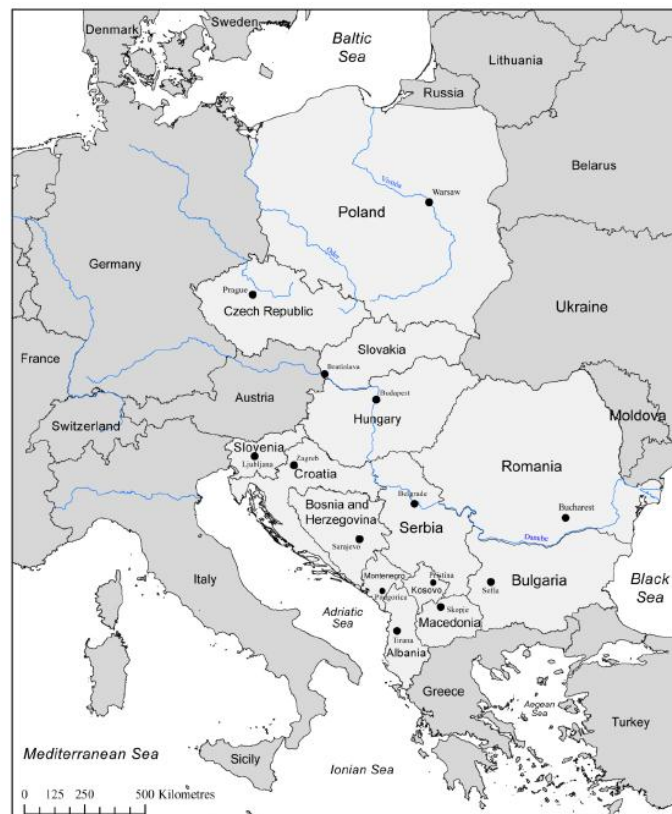 Denmark
Sweden
Baltic
Sea
Lithuania
Russia
Belarus
Vistula
Warsaw
Poland
Oder
Germany
Prague
Czech Republic
Ukraine
France
Slovakia
Bratislava
Austria
Budapest
Hungary
Moldova
Switzerland
Slovenia
Ljubljana
Zagreb
Croatia
Romania
Bosnia and
Herzegovina
Belgrade
Bucharest
Serbia
Danube
Sarajevo
Italy
Montenegro
Pristina
Kosovo
Podgorica
Sofia
Bulgaria
Black
Sea
Adriatic
Sea
Skopje
Macedonia
Tirana
Albania
Greece
Aegean
Sea
Turkey
Mediterranean Sea
Sicily
Ionian Sea
0 125 250 500 Kilometres